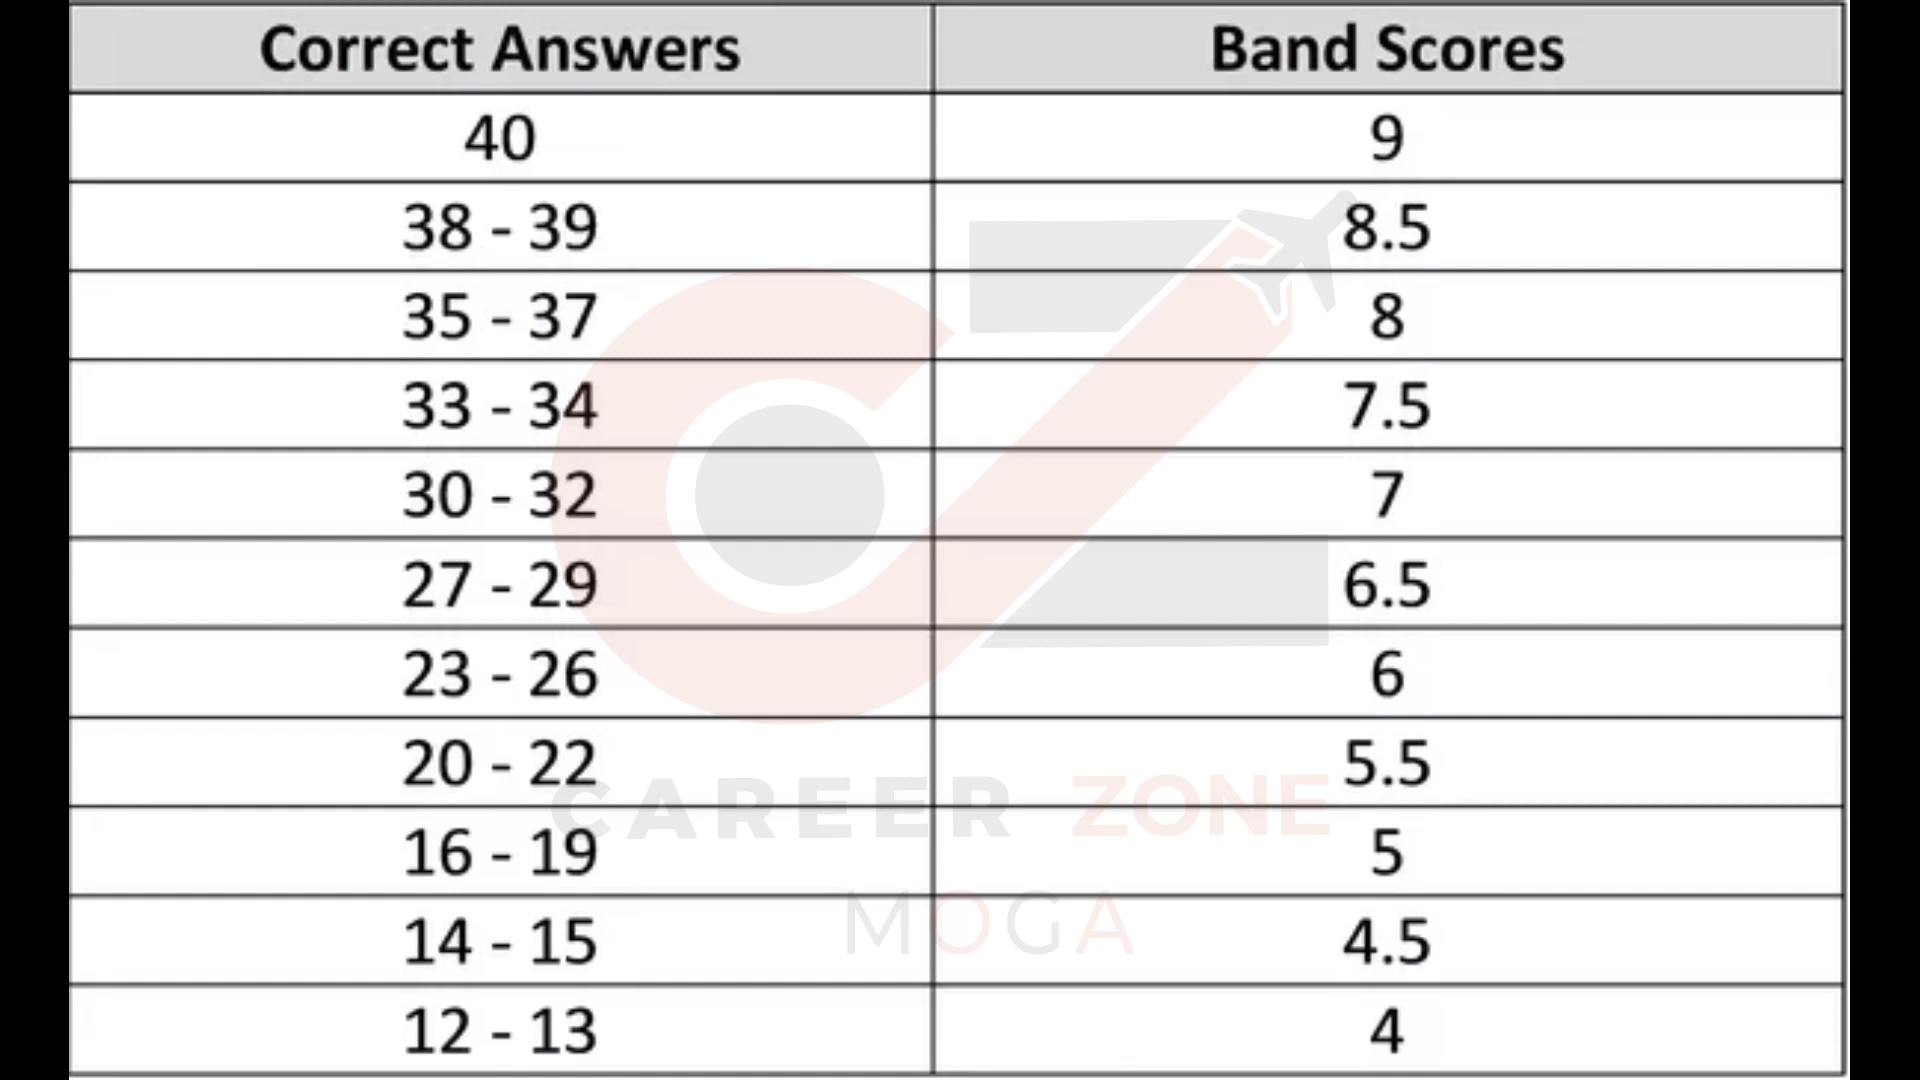 Correct Answers Band Scores
40 9
38 - 39 8.5
35 - 37 8
33 - 34 7.5
30 - 32 7
27 - 29 6.5
23 - 26 6
20 - 22 5.5
CAREER ZONE
16 - 19 5
MOGA
14 - 15 4.5
12 - 13 4